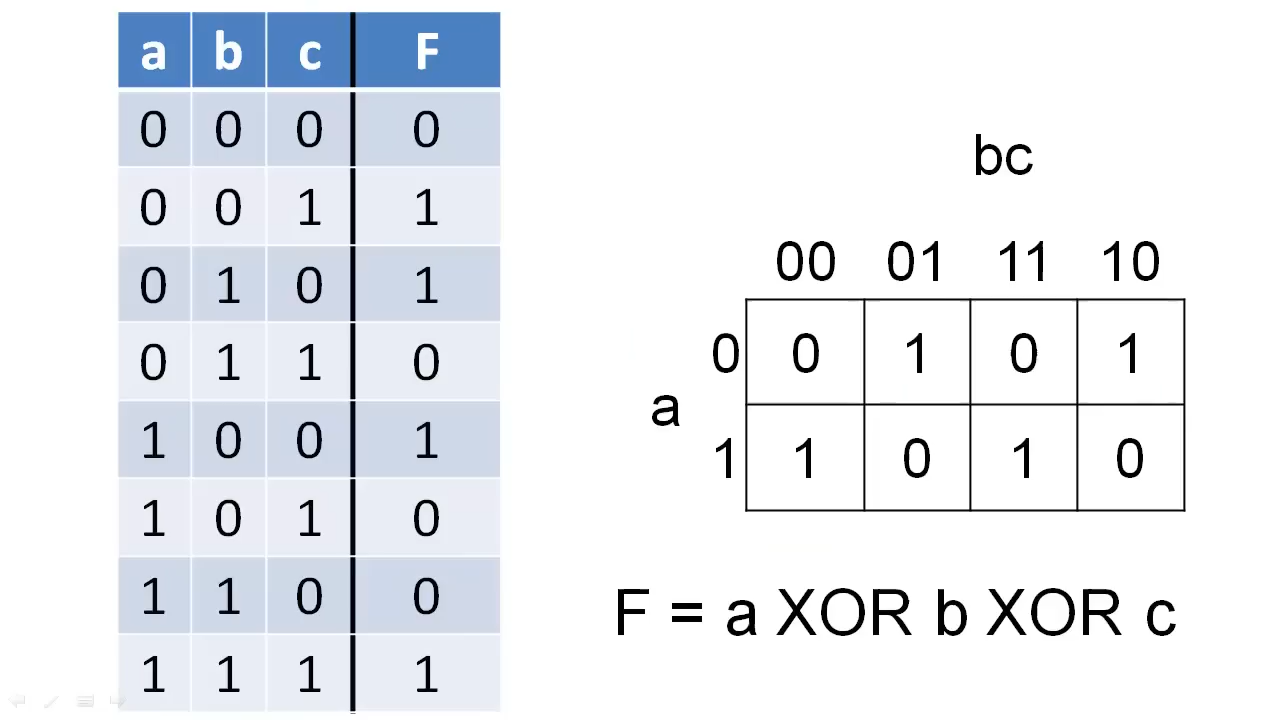 a b c F
0 0 0 0
0 0 1 1
0 1 0 1
0 1 1 0
1 0 0 1
1 0 1 0
1 1 0 0
1 1 1 1
bc
00 01 11 10
0 0 1 0 1
a
1 1 0 1 0
F = a XOR b XOR c